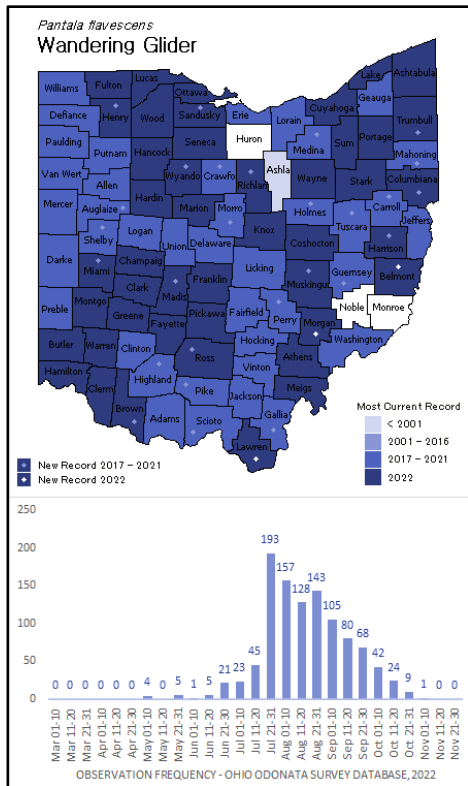 Pantala flavescens
Wandering Glider
Lucas
Fulton
Williams
Ottawa
Lake
Ashtabula
Geauga
Henry
Wood
Sandusky
Erie
Lorain
Cuyahoga
Defiance
Trumbull
Paulding
Putnam
Hancock
Seneca
Huron
Medina
Sum
Portage
Mahoning
Van Wert
Allen
Wyando
Crawfo
Richlan
Ashla
Wayne
Stark
Columbiana
Mercer
Auglaize
Hardin
Marion
Morro
Holmes
Carroll
Tuscara
Jeffers
Shelby
Logan
Union
Delaware
Knox
Coshocton
Harrison
Darke
Miami
Champaig
Licking
Muskingu
Guernsey
Belmont
Clark
Madis
Franklin
Preble
Montgo
Greene
Fayette
Pickawa
Fairfield
Perry
Morgan
Noble
Monroe
Butler
Warren
Clinton
Ross
Hocking
Athens
Washington
Hamilton
Clerm
Highland
Vinton
Meigs
Brown
Adams
Pike
Jackson
Scioto
Gallia
Lawren
Most Current Record
< 2001
2001 – 2016
2017 – 2021
2022
New Record 2017 – 2021
New Record 2022
250
200
150
100
50
0
0 0 0 0 0 0 4 0 5 1 5 21 23 45 193 157 128 143 105 80 68 42 24 9 1 0 0
Mar 01-10
Mar 11-20
Mar 21-31
Apr 01-10
Apr 11-20
Apr 21-30
May 01-10
May 11-20
May 21-31
Jun 01-10
Jun 11-20
Jun 21-30
Jul 01-10
Jul 11-20
Jul 21-31
Aug 01-10
Aug 11-20
Aug 21-31
Sep 01-10
Sep 11-20
Sep 21-30
Oct 01-10
Oct 11-20
Oct 21-31
Nov 01-10
Nov 11-20
Nov 21-30
OBSERVATION FREQUENCY - OHIO ODONATA SURVEY DATABASE, 2022